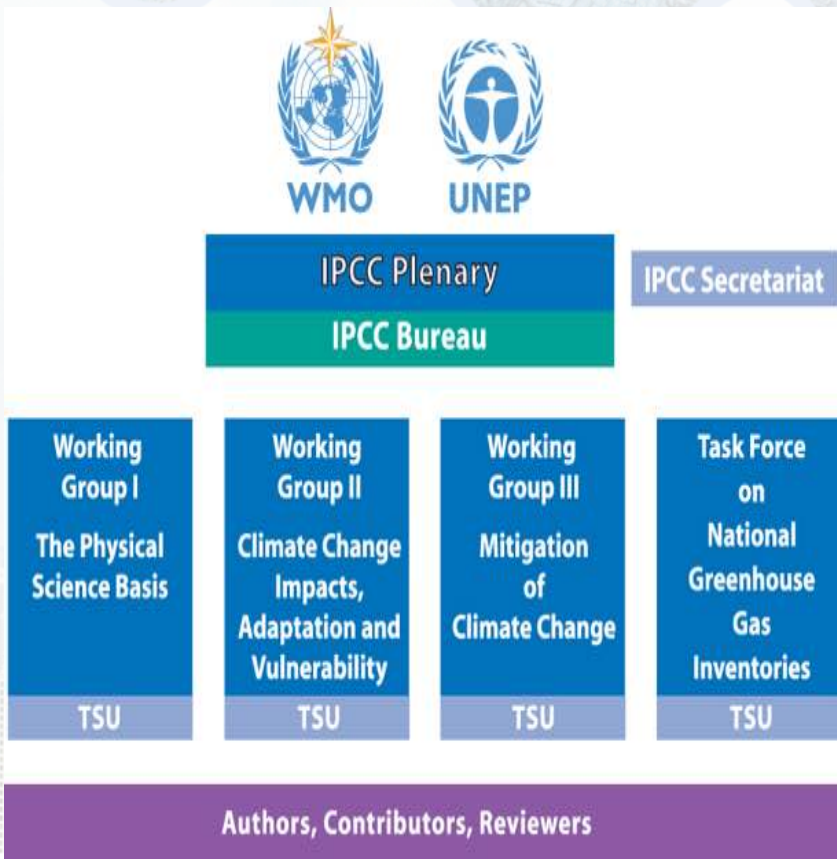 WMO
UNEP
IPCC Plenary
IPCC Secretariat
IPCC Bureau
Working
Group I
The Physical
Science Basis
TSU
Working
Group II
Climate Change
Impacts,
Adaptation and
Vulnerability
TSU
Working
Group III
Mitigation
of
Climate Change
TSU
Task Force
on
National
Greenhouse
Gas
Inventories
TSU
Authors, Contributors, Reviewers